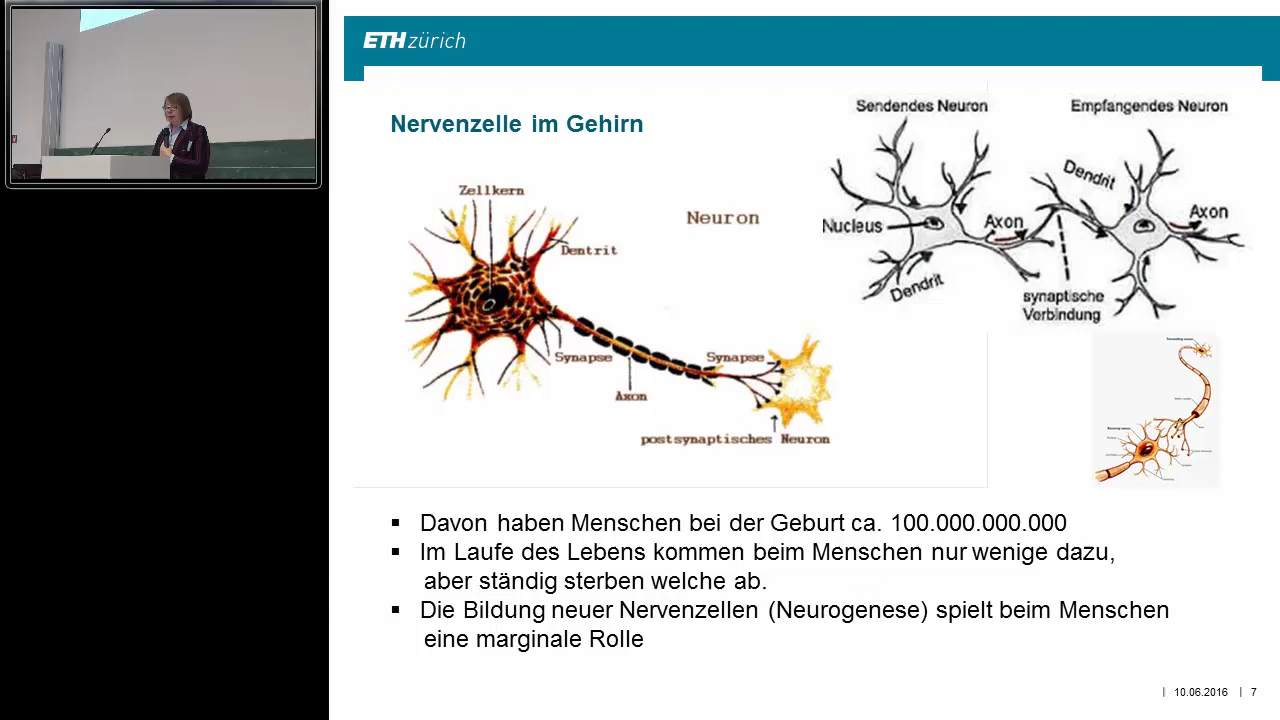 ETH zürich
Nervenzelle im Gehirn
Zellkern
Neuron
Dentrit
Synapse
Synapse
Axon
postsynaptisches Neuron
Sendendes Neuron
Empfangendes Neuron
Dendrit
Nucleus
Axon
Axon
Dendrit
synaptische
Verbindung
▪ Davon haben Menschen bei der Geburt ca. 100.000.000.000
▪ Im Laufe des Lebens kommen beim Menschen nur wenige dazu,
aber ständig sterben welche ab.
▪ Die Bildung neuer Nervenzellen (Neurogenese) spielt beim Menschen
eine marginale Rolle
| 10.06.2016 | 7